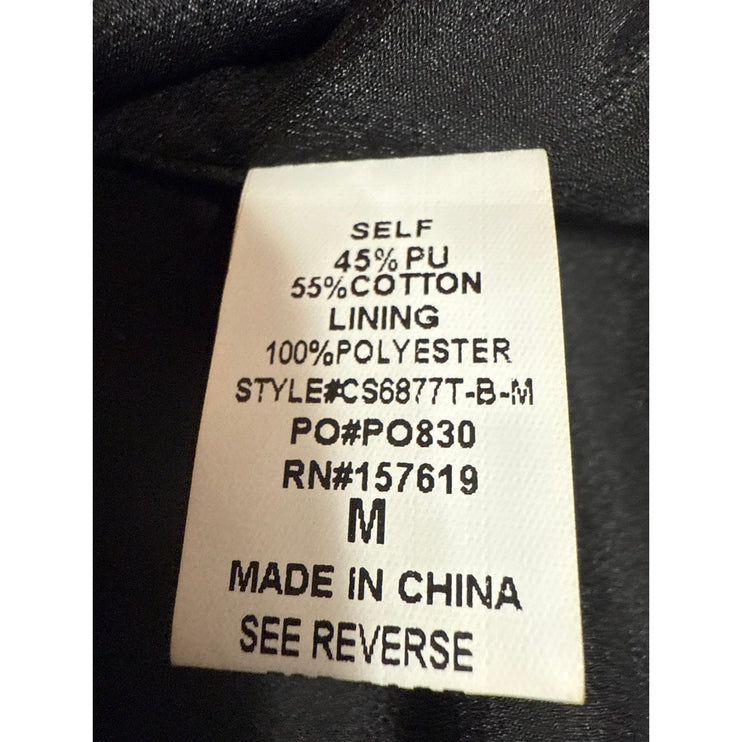 SELF
45%PU
55%COTTON
LINING
100%POLYESTER
STYLE#CS6877T-B-M
PO#PO830
RN#157619
M
MADE IN CHINA
SEE REVERSE